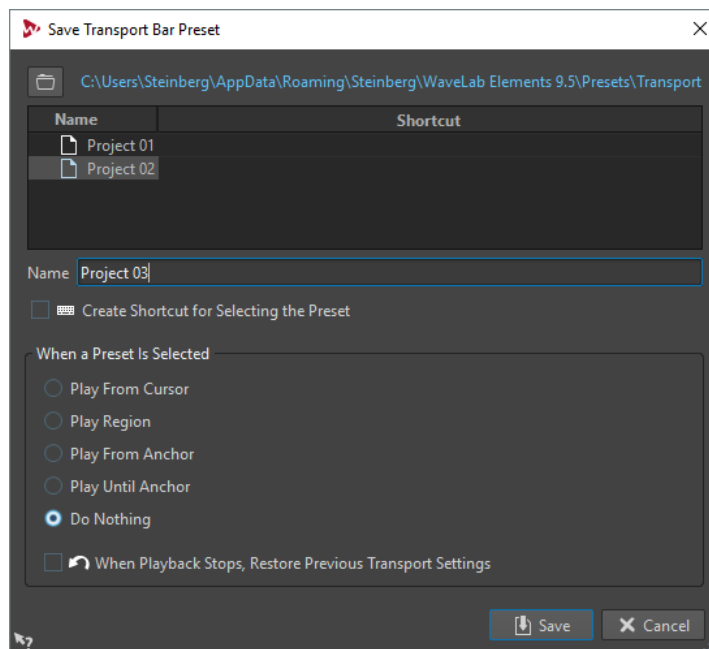 Save Transport Bar Preset
C:\Users\Steinberg\AppData\Roaming\Steinberg\WaveLab Elements 9.5\Presets\Transport
Name Shortcut
Project 01
Project 02
Name Project 03
Create Shortcut for Selecting the Preset
When a Preset Is Selected
Play From Cursor
Play Region
Play From Anchor
Play Until Anchor
Do Nothing
When Playback Stops, Restore Previous Transport Settings
Save Cancel